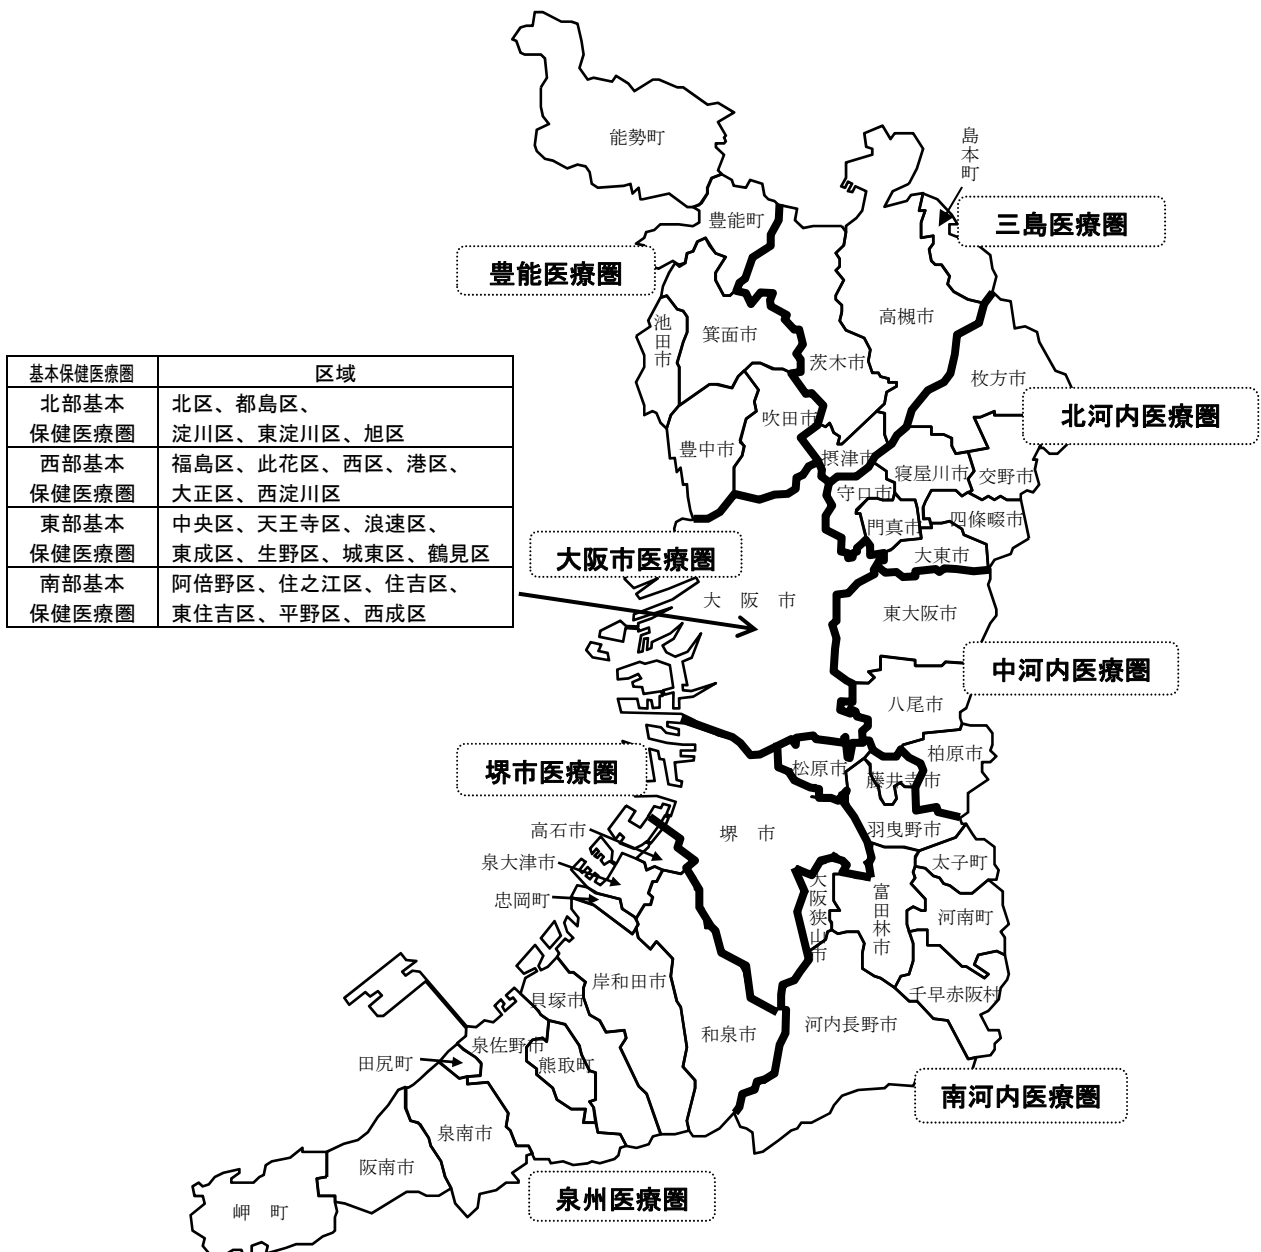 能勢町
島本町
豊能町
三島医療圏
豊能医療圏
高槻市
池田市
箕面市
茨木市
枚方市
北河内医療圏
吹田市
豊中市
摂津市
寝屋川市
交野市
守口市
門真市
四條畷市
大東市
基本保健医療圏 区域
北部基本 北区、都島区、
保健医療圏 淀川区、東淀川区、旭区
西部基本 福島区、此花区、西区、港区、
保健医療圏 大正区、西淀川区
東部基本 中央区、天王寺区、浪速区、
保健医療圏 東成区、生野区、城東区、鶴見区
南部基本 阿倍野区、住之江区、住吉区、
保健医療圏 東住吉区、平野区、西成区
大阪市医療圏
大 阪 市
東大阪市
中河内医療圏
八尾市
柏原市
堺市医療圏
松原市
藤井寺市
高石市
堺 市
羽曳野市
泉大津市
太子町
忠岡町
大阪狭山市
富田林市
河南町
岸和田市
千早赤阪村
貝塚市
和泉市
河内長野市
泉佐野市
田尻町
熊取町
南河内医療圏
泉南市
阪南市
泉州医療圏
岬 町